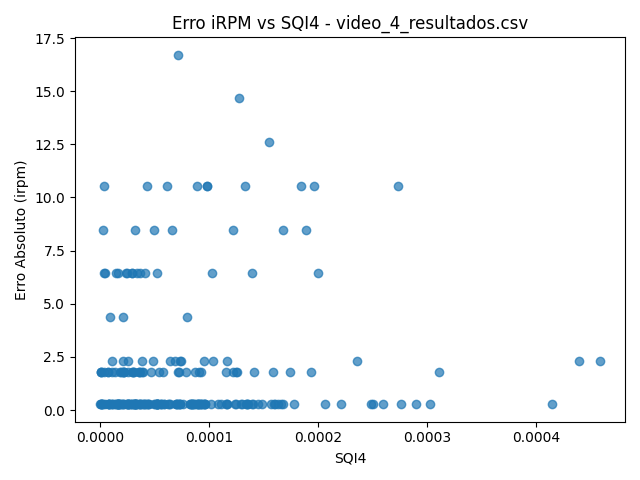 Erro iRPM vs SQI4 - video_4_resultados.csv
Erro Absoluto (irpm)
17.5
15.0
12.5
10.0
7.5
5.0
2.5
0.0
0.0000 0.0001 0.0002 0.0003 0.0004
SQI4